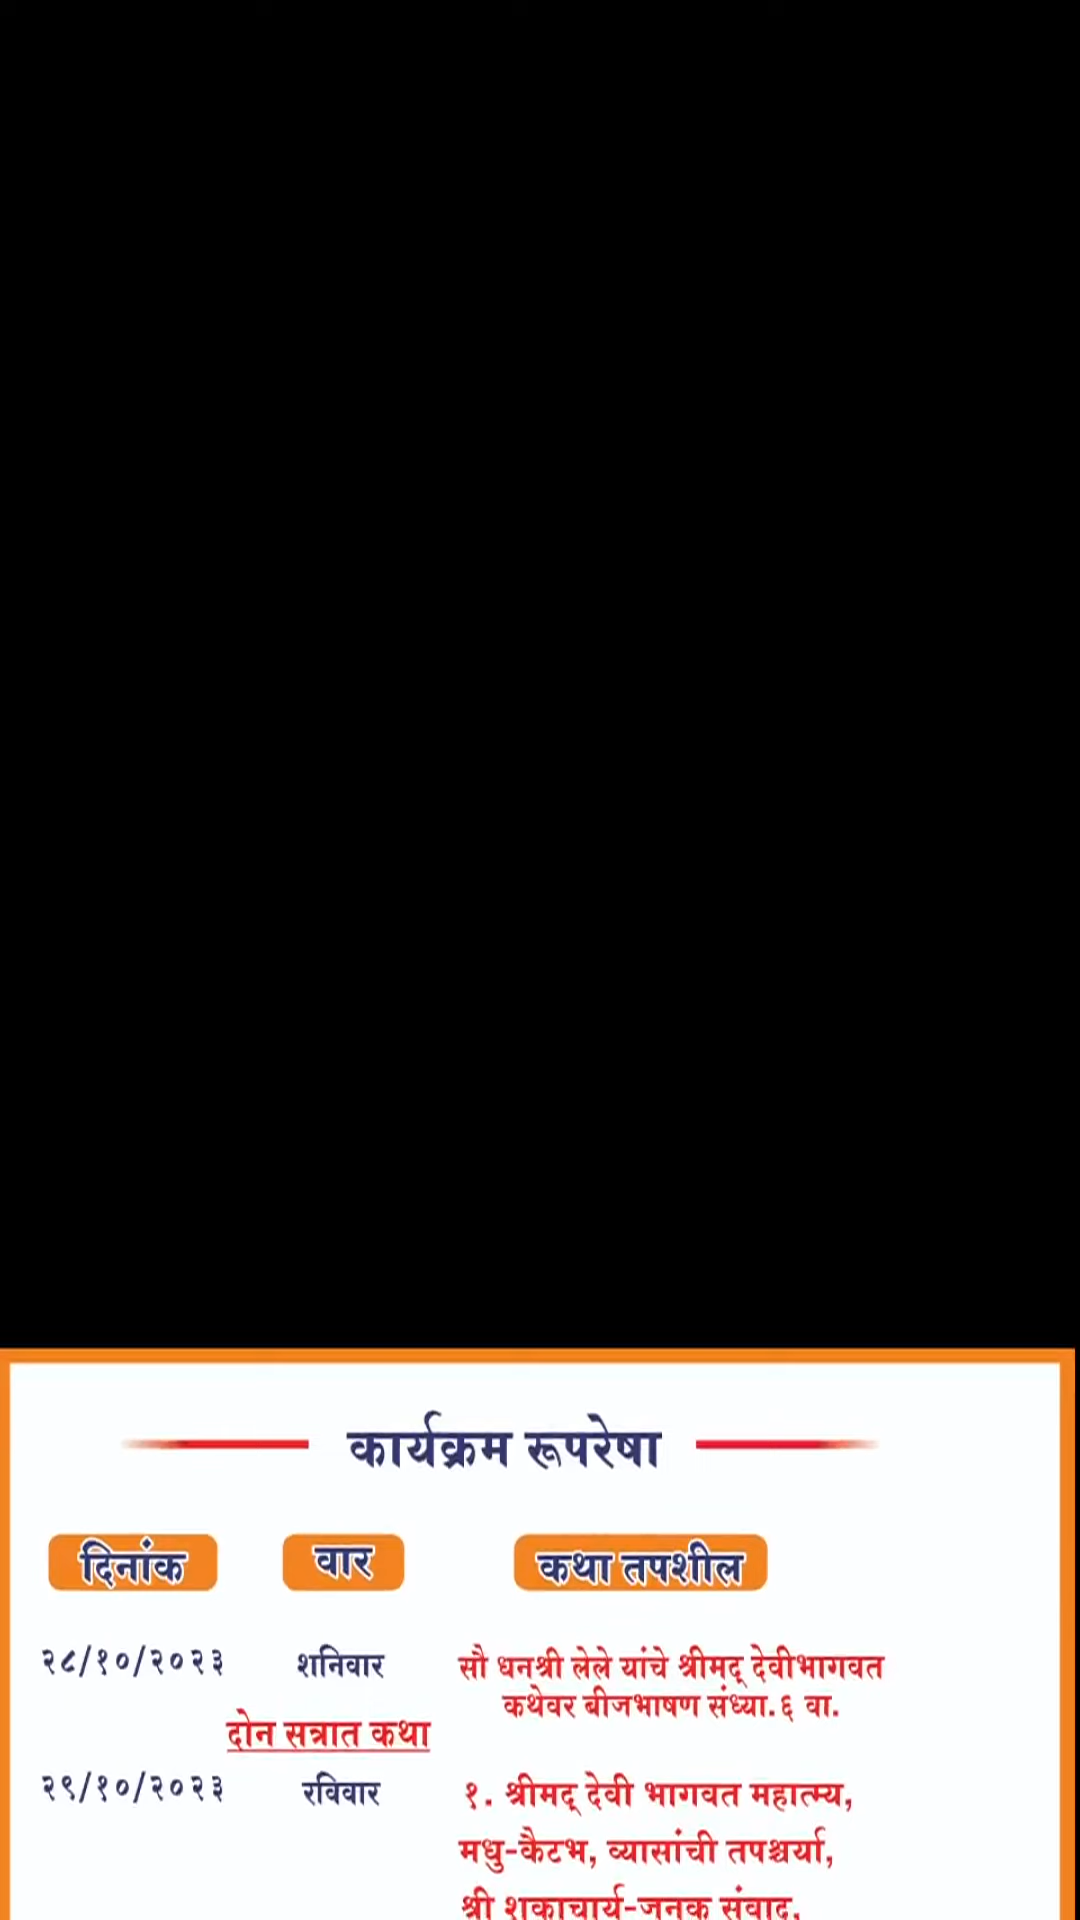 कार्यक्रम रूपरेषा
दिनांक वार कथा तपशील
२८/१०/२०२३ शनिवार सौ धनश्री लेले यांचे श्रीमद् देवीभागवत
कथेवर बीजभाषण संध्या.६ वा.
दोन सत्रात कथा
२९/१०/२०२३ रविवार १. श्रीमद् देवी भागवत महात्म्य,
मधु-कैटभ, व्यासांची तपश्चर्या,
श्री शुकाचार्य-जनक संवाद,